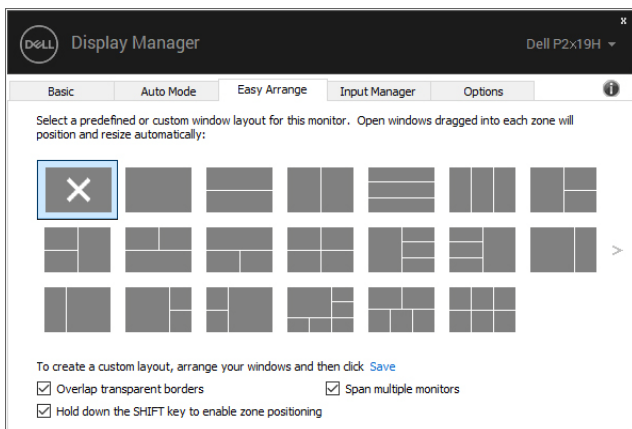 x
DELL Display Manager Dell P2x19H
Basic Auto Mode Easy Arrange Input Manager Options
Select a predefined or custom window layout for this monitor. Open windows dragged into each zone will
position and resize automatically:
To create a custom layout, arrange your windows and then click Save
Overlap transparent borders Span multiple monitors
Hold down the SHIFT key to enable zone positioning